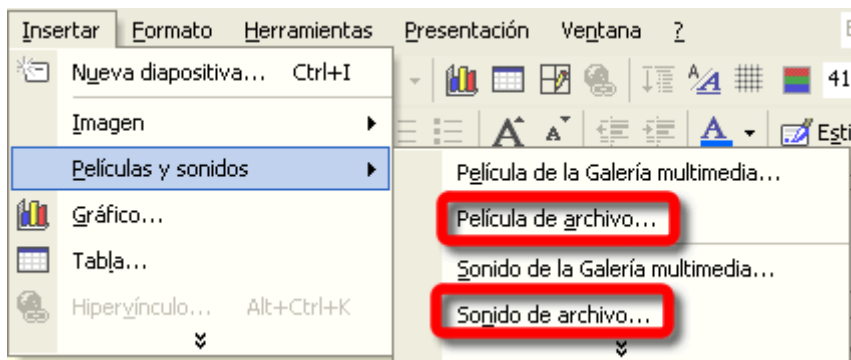 Insertar Formato Herramientas Presentación Ventana ?
Nueva diapositiva... Ctrl+I
41
Imagen
Películas y sonidos
Película de la Galería multimedia...
Gráfico...
Película de archivo...
Tabla...
Sonido de la Galería multimedia...
Hipervínculo... Alt+Ctrl+K
Sonido de archivo...